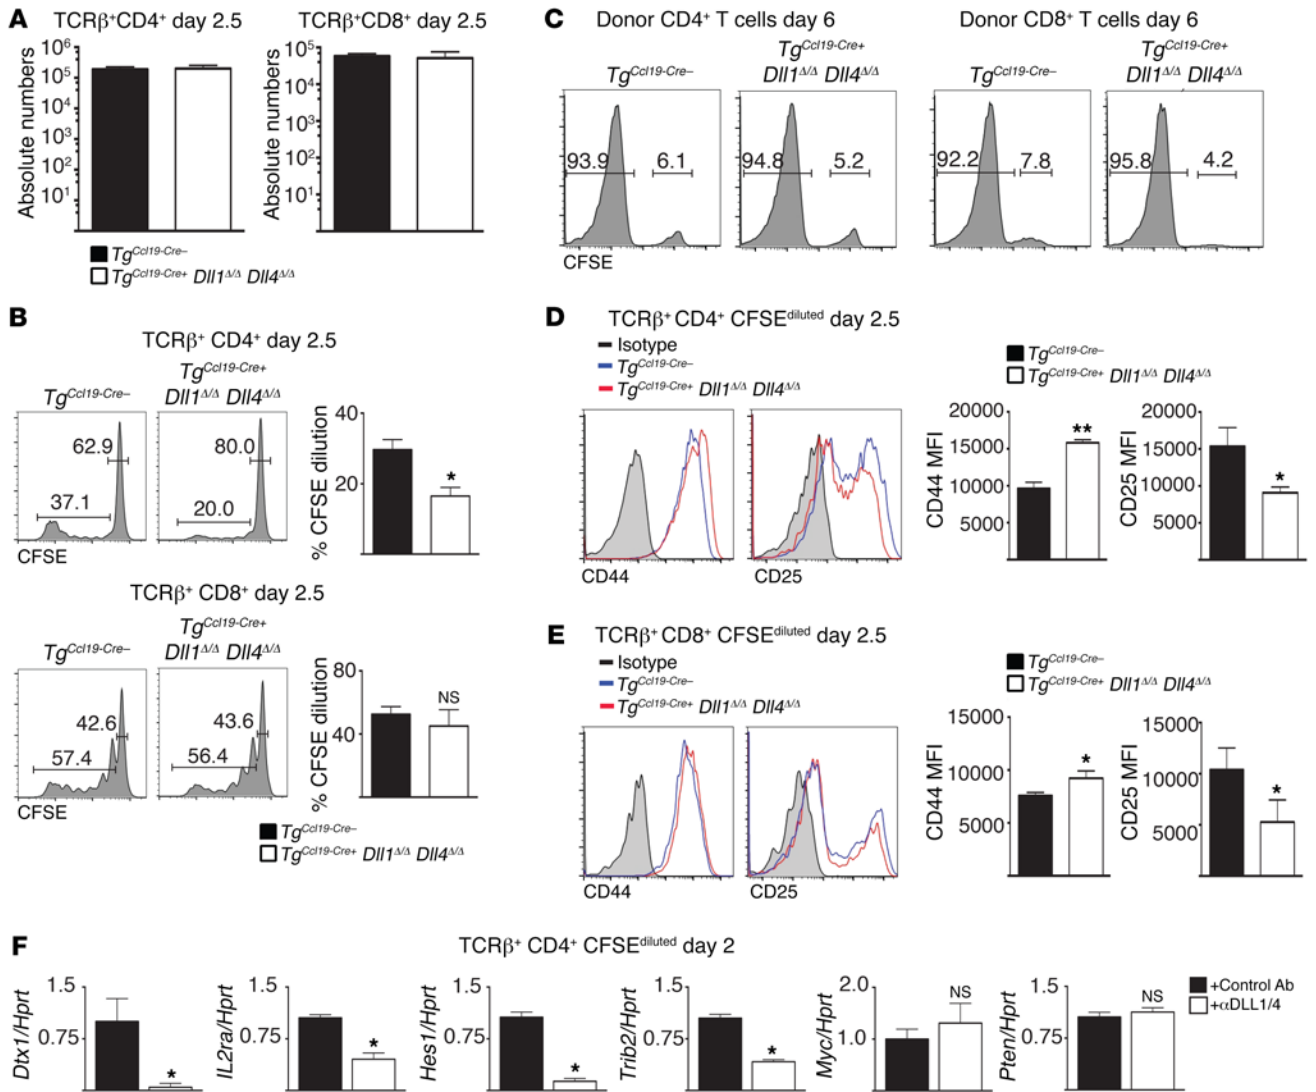 A
TCRβ⁺CD4⁺ day 2.5
TCRβ⁺CD8⁺ day 2.5
Absolute numbers
10⁶
10⁵
10⁴
10³
10²
10¹
Absolute numbers
10⁵
10⁴
10³
10²
10¹
Tg^Ccl19-Cre–
Tg^Ccl19-Cre+ Dll1^Δ/Δ Dll4^Δ/Δ
B
TCRβ⁺ CD4⁺ day 2.5
Tg^Ccl19-Cre–
Tg^Ccl19-Cre+
Dll1^Δ/Δ Dll4^Δ/Δ
62.9
37.1
80.0
20.0
CFSE
% CFSE dilution
40
20
*
TCRβ⁺ CD8⁺ day 2.5
Tg^Ccl19-Cre–
Tg^Ccl19-Cre+
Dll1^Δ/Δ Dll4^Δ/Δ
42.6
57.4
43.6
56.4
CFSE
% CFSE dilution
80
40
NS
Tg^Ccl19-Cre–
Tg^Ccl19-Cre+ Dll1^Δ/Δ Dll4^Δ/Δ
C
Donor CD4⁺ T cells day 6
Donor CD8⁺ T cells day 6
Tg^Ccl19-Cre–
Tg^Ccl19-Cre+
Dll1^Δ/Δ Dll4^Δ/Δ
Tg^Ccl19-Cre–
Tg^Ccl19-Cre+
Dll1^Δ/Δ Dll4^Δ/Δ
93.9
6.1
94.8
5.2
92.2
7.8
95.8
4.2
CFSE
D
TCRβ⁺ CD4⁺ CFSE^diluted day 2.5
Isotype
Tg^Ccl19-Cre–
Tg^Ccl19-Cre+ Dll1^Δ/Δ Dll4^Δ/Δ
CD44
CD25
Tg^Ccl19-Cre–
Tg^Ccl19-Cre+ Dll1^Δ/Δ Dll4^Δ/Δ
CD44 MFI
20000
15000
10000
5000
**
CD25 MFI
20000
15000
10000
5000
*
E
TCRβ⁺ CD8⁺ CFSE^diluted day 2.5
Isotype
Tg^Ccl19-Cre–
Tg^Ccl19-Cre+ Dll1^Δ/Δ Dll4^Δ/Δ
CD44
CD25
Tg^Ccl19-Cre–
Tg^Ccl19-Cre+ Dll1^Δ/Δ Dll4^Δ/Δ
CD44 MFI
15000
10000
5000
*
CD25 MFI
15000
10000
5000
*
F
TCRβ⁺ CD4⁺ CFSE^diluted day 2
Dtx1/Hprt
1.5
0.75
*
IL2ra/Hprt
1.5
0.75
*
Hes1/Hprt
1.5
0.75
*
Trib2/Hprt
1.5
0.75
*
Myc/Hprt
2.0
1.0
NS
Pten/Hprt
1.5
0.75
NS
+Control Ab
+αDLL1/4